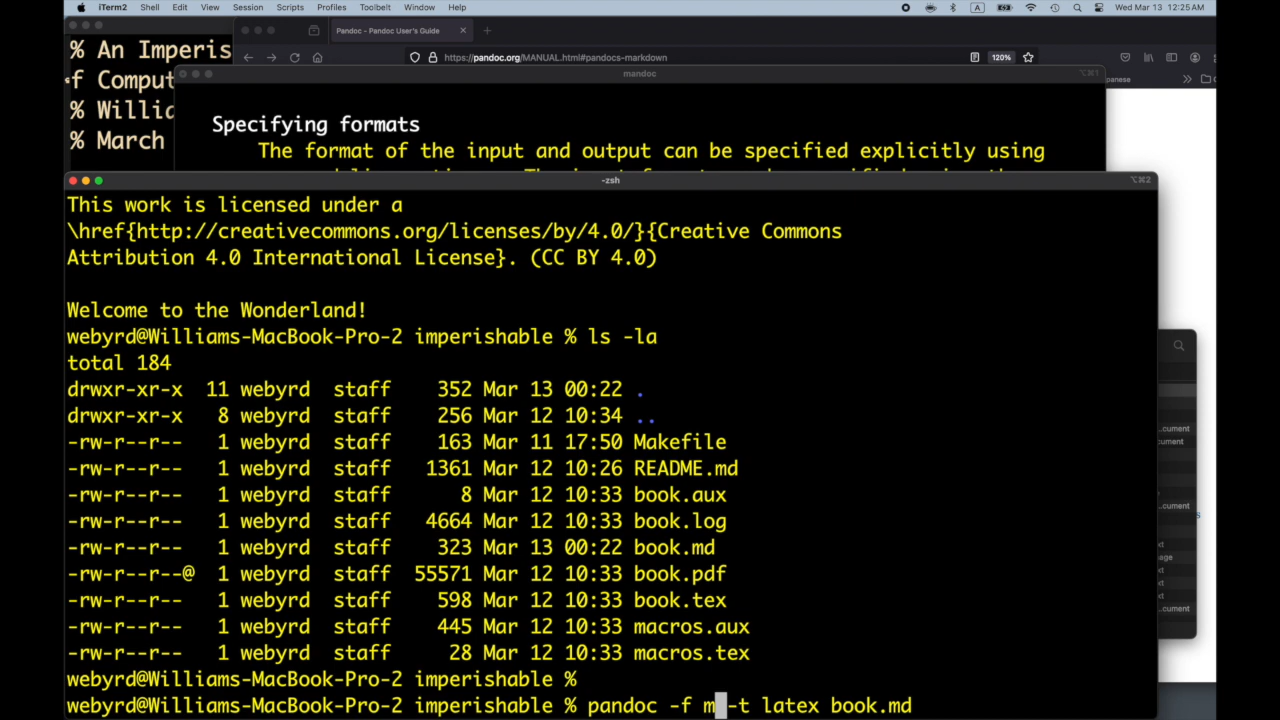 iTerm2 Shell Edit View Session Scripts Profiles Toolbelt Window Help
A
Wed Mar 13 12:25 AM
% An Imperis
Pandoc - Pandoc User's Guide
https://pandoc.org/MANUAL.html#pandocs-markdown
120%
f Comput
mandoc
⌥⌘1
panese
% Willia
Specifying formats
% March
The format of the input and output can be specified explicitly using
-zsh
⌥⌘2
This work is licensed under a
\href{http://creativecommons.org/licenses/by/4.0/}{Creative Commons
Attribution 4.0 International License}. (CC BY 4.0)
Welcome to the Wonderland!
webyrd@Williams-MacBook-Pro-2 imperishable % ls -la
total 184
drwxr-xr-x 11 webyrd staff 352 Mar 13 00:22 .
drwxr-xr-x 8 webyrd staff 256 Mar 12 10:34 ..
-rw-r--r-- 1 webyrd staff 163 Mar 11 17:50 Makefile
-rw-r--r-- 1 webyrd staff 1361 Mar 12 10:26 README.md
-rw-r--r-- 1 webyrd staff 8 Mar 12 10:33 book.aux
-rw-r--r-- 1 webyrd staff 4664 Mar 12 10:33 book.log
-rw-r--r-- 1 webyrd staff 323 Mar 13 00:22 book.md
-rw-r--r--@ 1 webyrd staff 55571 Mar 12 10:33 book.pdf
-rw-r--r-- 1 webyrd staff 598 Mar 12 10:33 book.tex
-rw-r--r-- 1 webyrd staff 445 Mar 12 10:33 macros.aux
-rw-r--r-- 1 webyrd staff 28 Mar 12 10:33 macros.tex
webyrd@Williams-MacBook-Pro-2 imperishable %
webyrd@Williams-MacBook-Pro-2 imperishable % pandoc -f m -t latex book.md
...cument
cument
...cument
xt
age
xt
xt
...cument